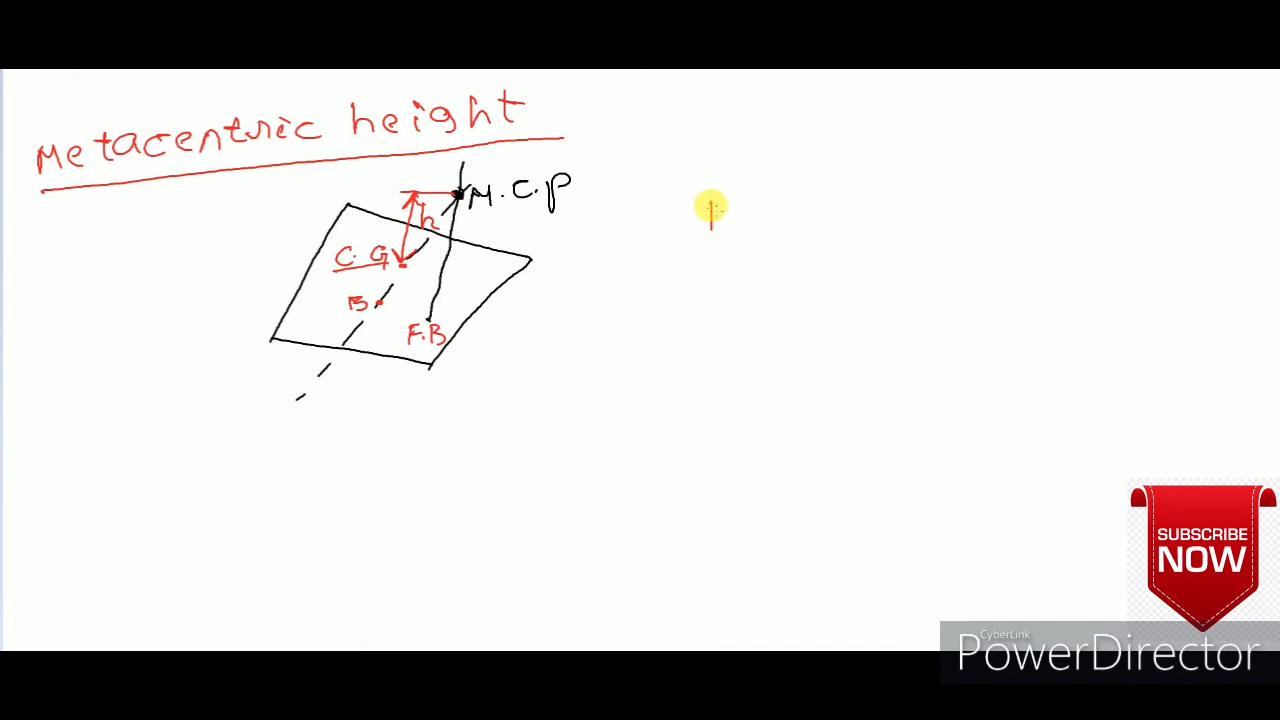 Metacentric height
M.C.P
h
C.G
B
F.B
SUBSCRIBE
NOW
CyberLink
PowerDirector